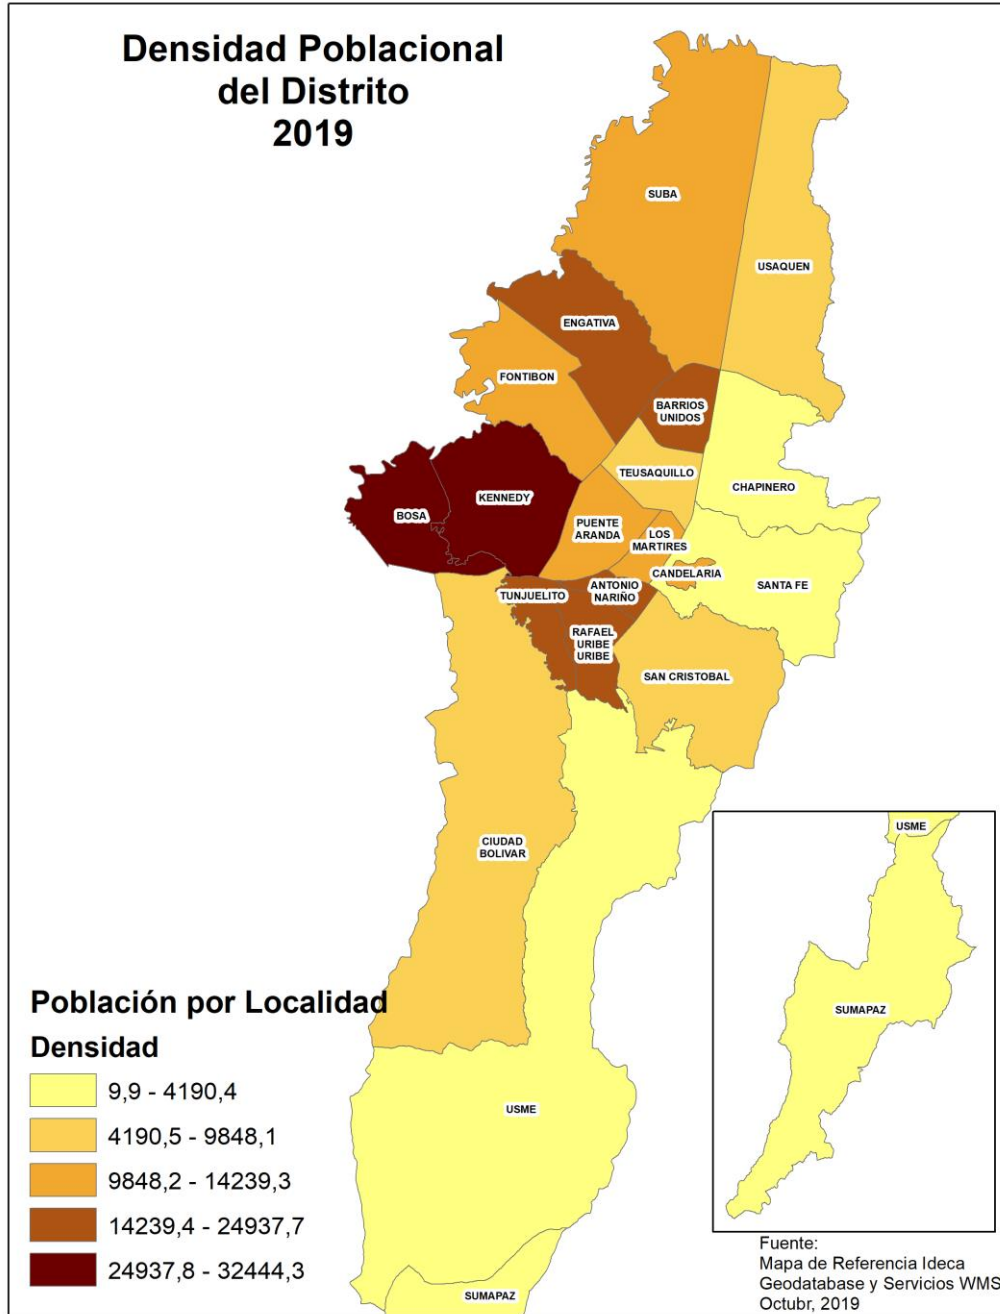 Densidad Poblacional
del Distrito
2019
SUBA
USAQUEN
ENGATIVA
FONTIBON
BARRIOS
UNIDOS
TEUSAQUILLO
CHAPINERO
KENNEDY
BOSA
PUENTE
ARANDA
LOS
MARTIRES
CANDELARIA
SANTA FE
TUNJUELITO
ANTONIO
NARIÑO
RAFAEL
URIBE
URIBE
SAN CRISTOBAL
CIUDAD
BOLIVAR
USME
SUMAPAZ
USME
SUMAPAZ
Población por Localidad
Densidad
9,9 - 4190,4
4190,5 - 9848,1
9848,2 - 14239,3
14239,4 - 24937,7
24937,8 - 32444,3
Fuente:
Mapa de Referencia Ideca
Geodatabase y Servicios WMS
Octubr, 2019